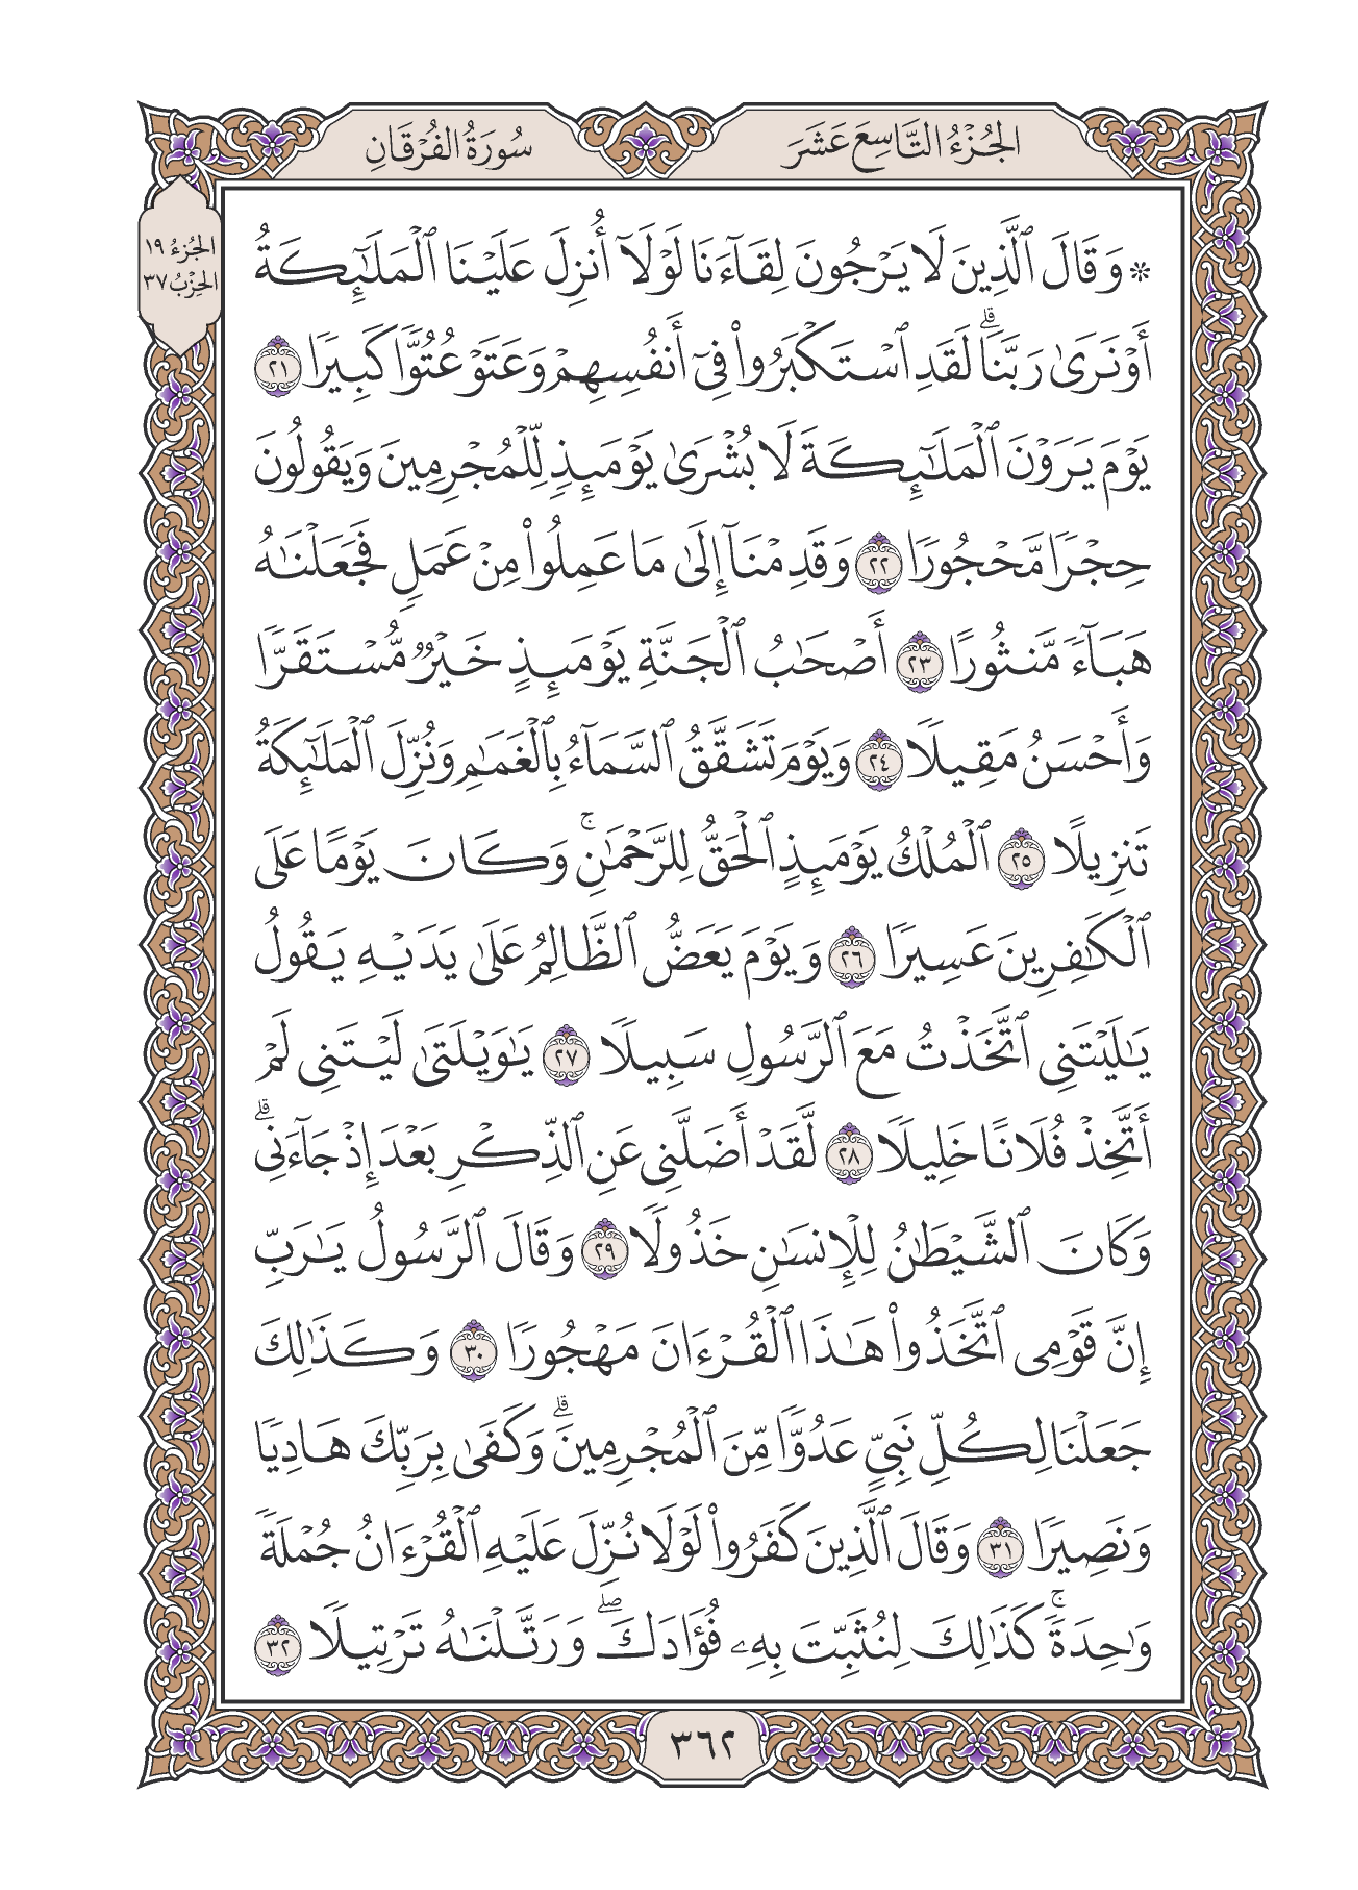 الجُزْءُ التَّاسِعَ عَشَرَ
سُورَةُ الفُرْقَانِ
الجُزءُ ١٩
الحِزْبُ ٣٧
۞ وَقَالَ ٱلَّذِينَ لَا يَرْجُونَ لِقَآءَنَا لَوْلَآ أُنزِلَ عَلَيْنَا ٱلْمَلَٰٓئِكَةُ
أَوْ نَرَىٰ رَبَّنَاۗ لَقَدِ ٱسْتَكْبَرُوا۟ فِىٓ أَنفُسِهِمْ وَعَتَوْ عُتُوًّا كَبِيرًا ٢١
يَوْمَ يَرَوْنَ ٱلْمَلَٰٓئِكَةَ لَا بُشْرَىٰ يَوْمَئِذٍ لِّلْمُجْرِمِينَ وَيَقُولُونَ
حِجْرًا مَّحْجُورًا ٢٢ وَقَدِمْنَآ إِلَىٰ مَا عَمِلُوا۟ مِنْ عَمَلٍ فَجَعَلْنَٰهُ
هَبَآءً مَّنثُورًا ٢٣ أَصْحَٰبُ ٱلْجَنَّةِ يَوْمَئِذٍ خَيْرٌ مُّسْتَقَرًّا
وَأَحْسَنُ مَقِيلًا ٢٤ وَيَوْمَ تَشَقَّقُ ٱلسَّمَآءُ بِٱلْغَمَٰمِ وَنُزِّلَ ٱلْمَلَٰٓئِكَةُ
تَنزِيلًا ٢٥ ٱلْمُلْكُ يَوْمَئِذٍ ٱلْحَقُّ لِلرَّحْمَٰنِۚ وَكَانَ يَوْمًا عَلَى
ٱلْكَٰفِرِينَ عَسِيرًا ٢٦ وَيَوْمَ يَعَضُّ ٱلظَّالِمُ عَلَىٰ يَدَيْهِ يَقُولُ
يَٰلَيْتَنِى ٱتَّخَذْتُ مَعَ ٱلرَّسُولِ سَبِيلًا ٢٧ يَٰوَيْلَتَىٰ لَيْتَنِى لَمْ
أَتَّخِذْ فُلَانًا خَلِيلًا ٢٨ لَّقَدْ أَضَلَّنِى عَنِ ٱلذِّكْرِ بَعْدَ إِذْ جَآءَنِىۗ
وَكَانَ ٱلشَّيْطَٰنُ لِلْإِنسَٰنِ خَذُولًا ٢٩ وَقَالَ ٱلرَّسُولُ يَٰرَبِّ
إِنَّ قَوْمِى ٱتَّخَذُوا۟ هَٰذَا ٱلْقُرْءَانَ مَهْجُورًا ٣٠ وَكَذَٰلِكَ
جَعَلْنَا لِكُلِّ نَبِىٍّ عَدُوًّا مِّنَ ٱلْمُجْرِمِينَۗ وَكَفَىٰ بِرَبِّكَ هَادِيًا
وَنَصِيرًا ٣١ وَقَالَ ٱلَّذِينَ كَفَرُوا۟ لَوْلَا نُزِّلَ عَلَيْهِ ٱلْقُرْءَانُ جُمْلَةً
وَٰحِدَةًۚ كَذَٰلِكَ لِنُثَبِّتَ بِهِۦ فُؤَادَكَۖ وَرَتَّلْنَٰهُ تَرْتِيلًا ٣٢
٣٦٢